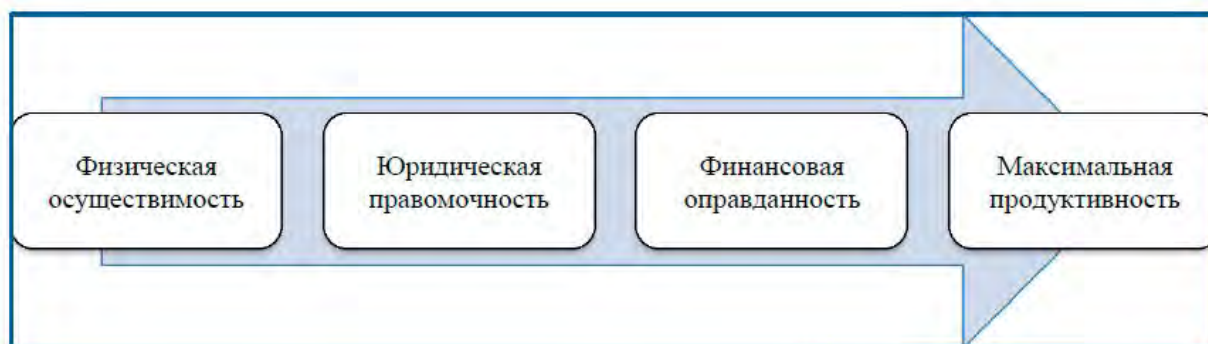 Физическая
осуществимость
Юридическая
правомочность
Финансовая
оправданность
Максимальная
продуктивность